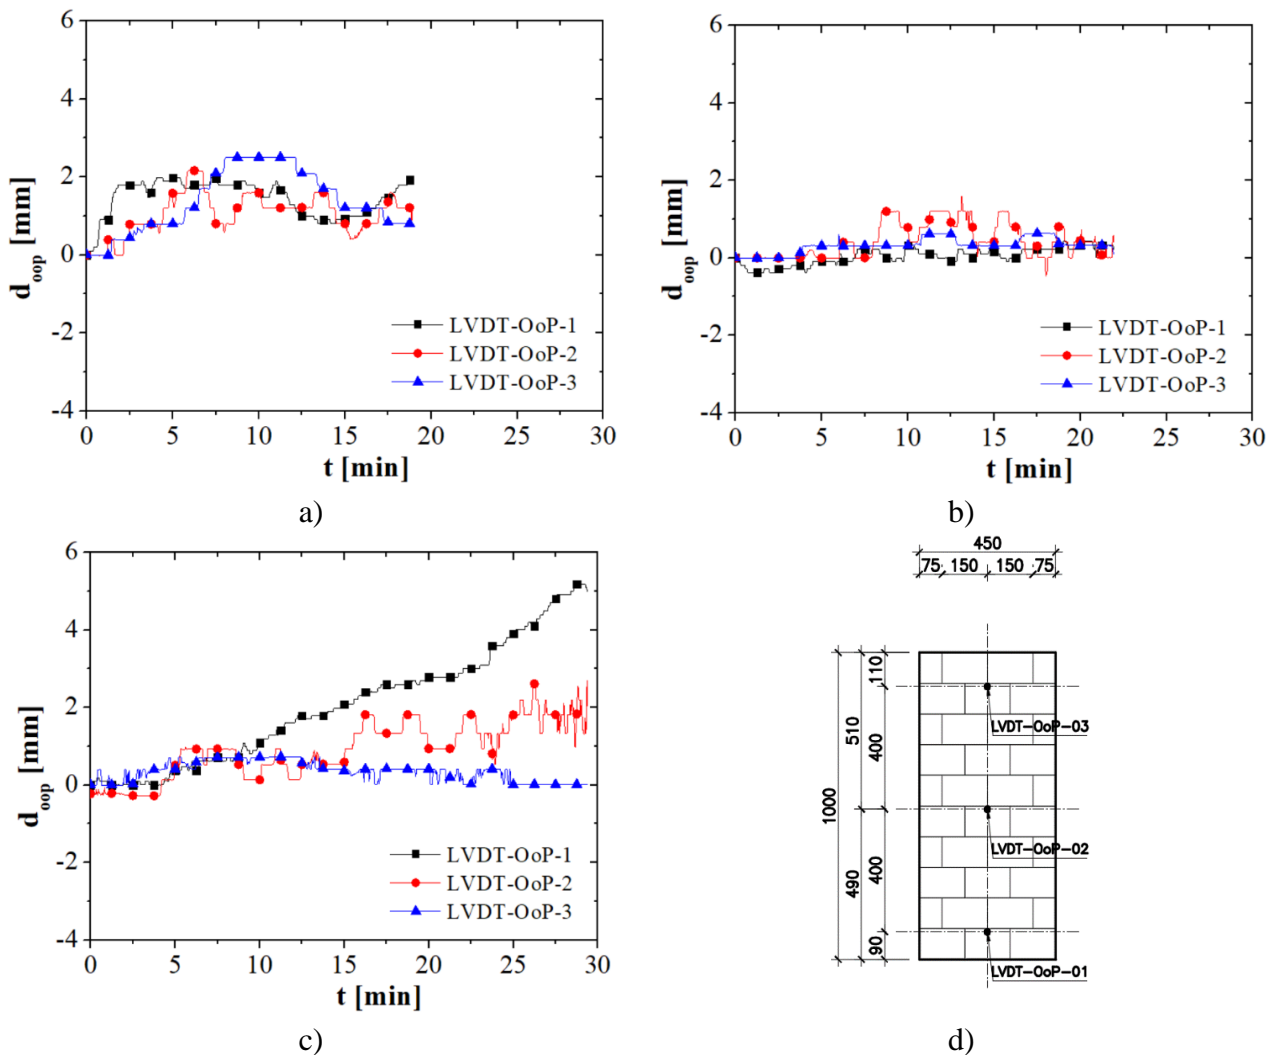 6
4
2
0
-2
-4
d_oop [mm]
LVDT-OoP-1
LVDT-OoP-2
LVDT-OoP-3
0 5 10 15 20 25 30
t [min]
a)
6
4
2
0
-2
-4
d_oop [mm]
LVDT-OoP-1
LVDT-OoP-2
LVDT-OoP-3
0 5 10 15 20 25 30
t [min]
b)
6
4
2
0
-2
-4
d_oop [mm]
LVDT-OoP-1
LVDT-OoP-2
LVDT-OoP-3
0 5 10 15 20 25 30
t [min]
c)
450
75 150 150 75
110
510
400
1000
490
400
90
LVDT-OoP-03
LVDT-OoP-02
LVDT-OoP-01
d)